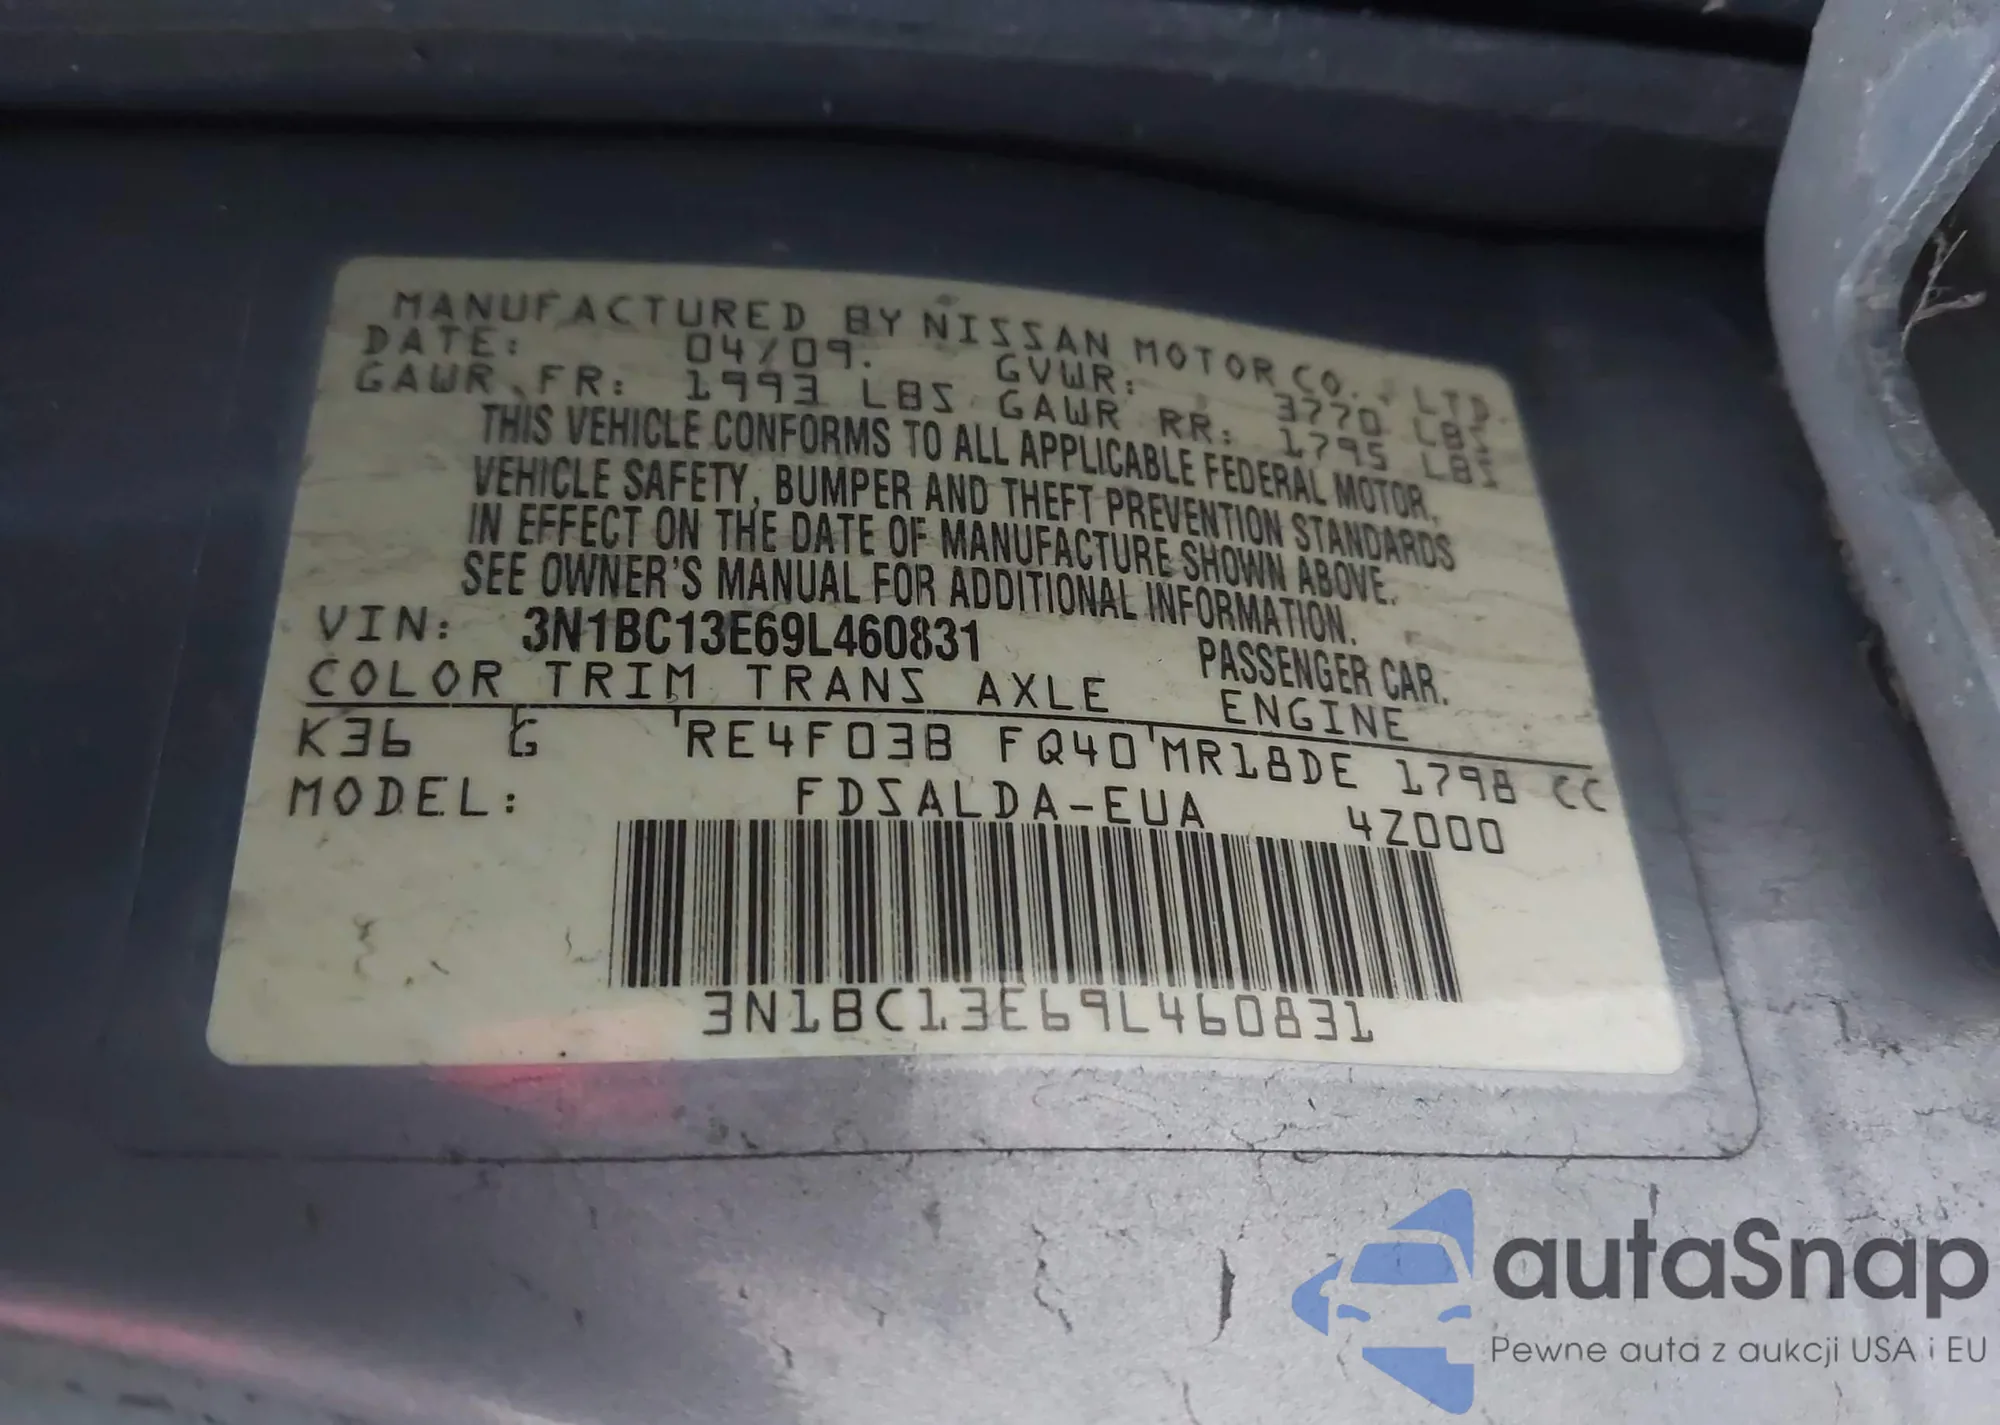 MANUFACTURED BY NISSAN MOTOR CO., LTD.
DATE: 04/09. GVWR: 3770 LBS
GAWR FR: 1993 LBS GAWR RR: 1795 LBS
THIS VEHICLE CONFORMS TO ALL APPLICABLE FEDERAL MOTOR,
VEHICLE SAFETY, BUMPER AND THEFT PREVENTION STANDARDS
IN EFFECT ON THE DATE OF MANUFACTURE SHOWN ABOVE.
SEE OWNER'S MANUAL FOR ADDITIONAL INFORMATION.
VIN: 3N1BC13E69L460831 PASSENGER CAR.
COLOR TRIM TRANS AXLE ENGINE
K36 G RE4F03B FQ40 MR18DE 1798 CC
MODEL: FDSALDA-EUA 4Z000
3N1BC13E69L460831
autaSnap
Pewne auta z aukcji USA i EU